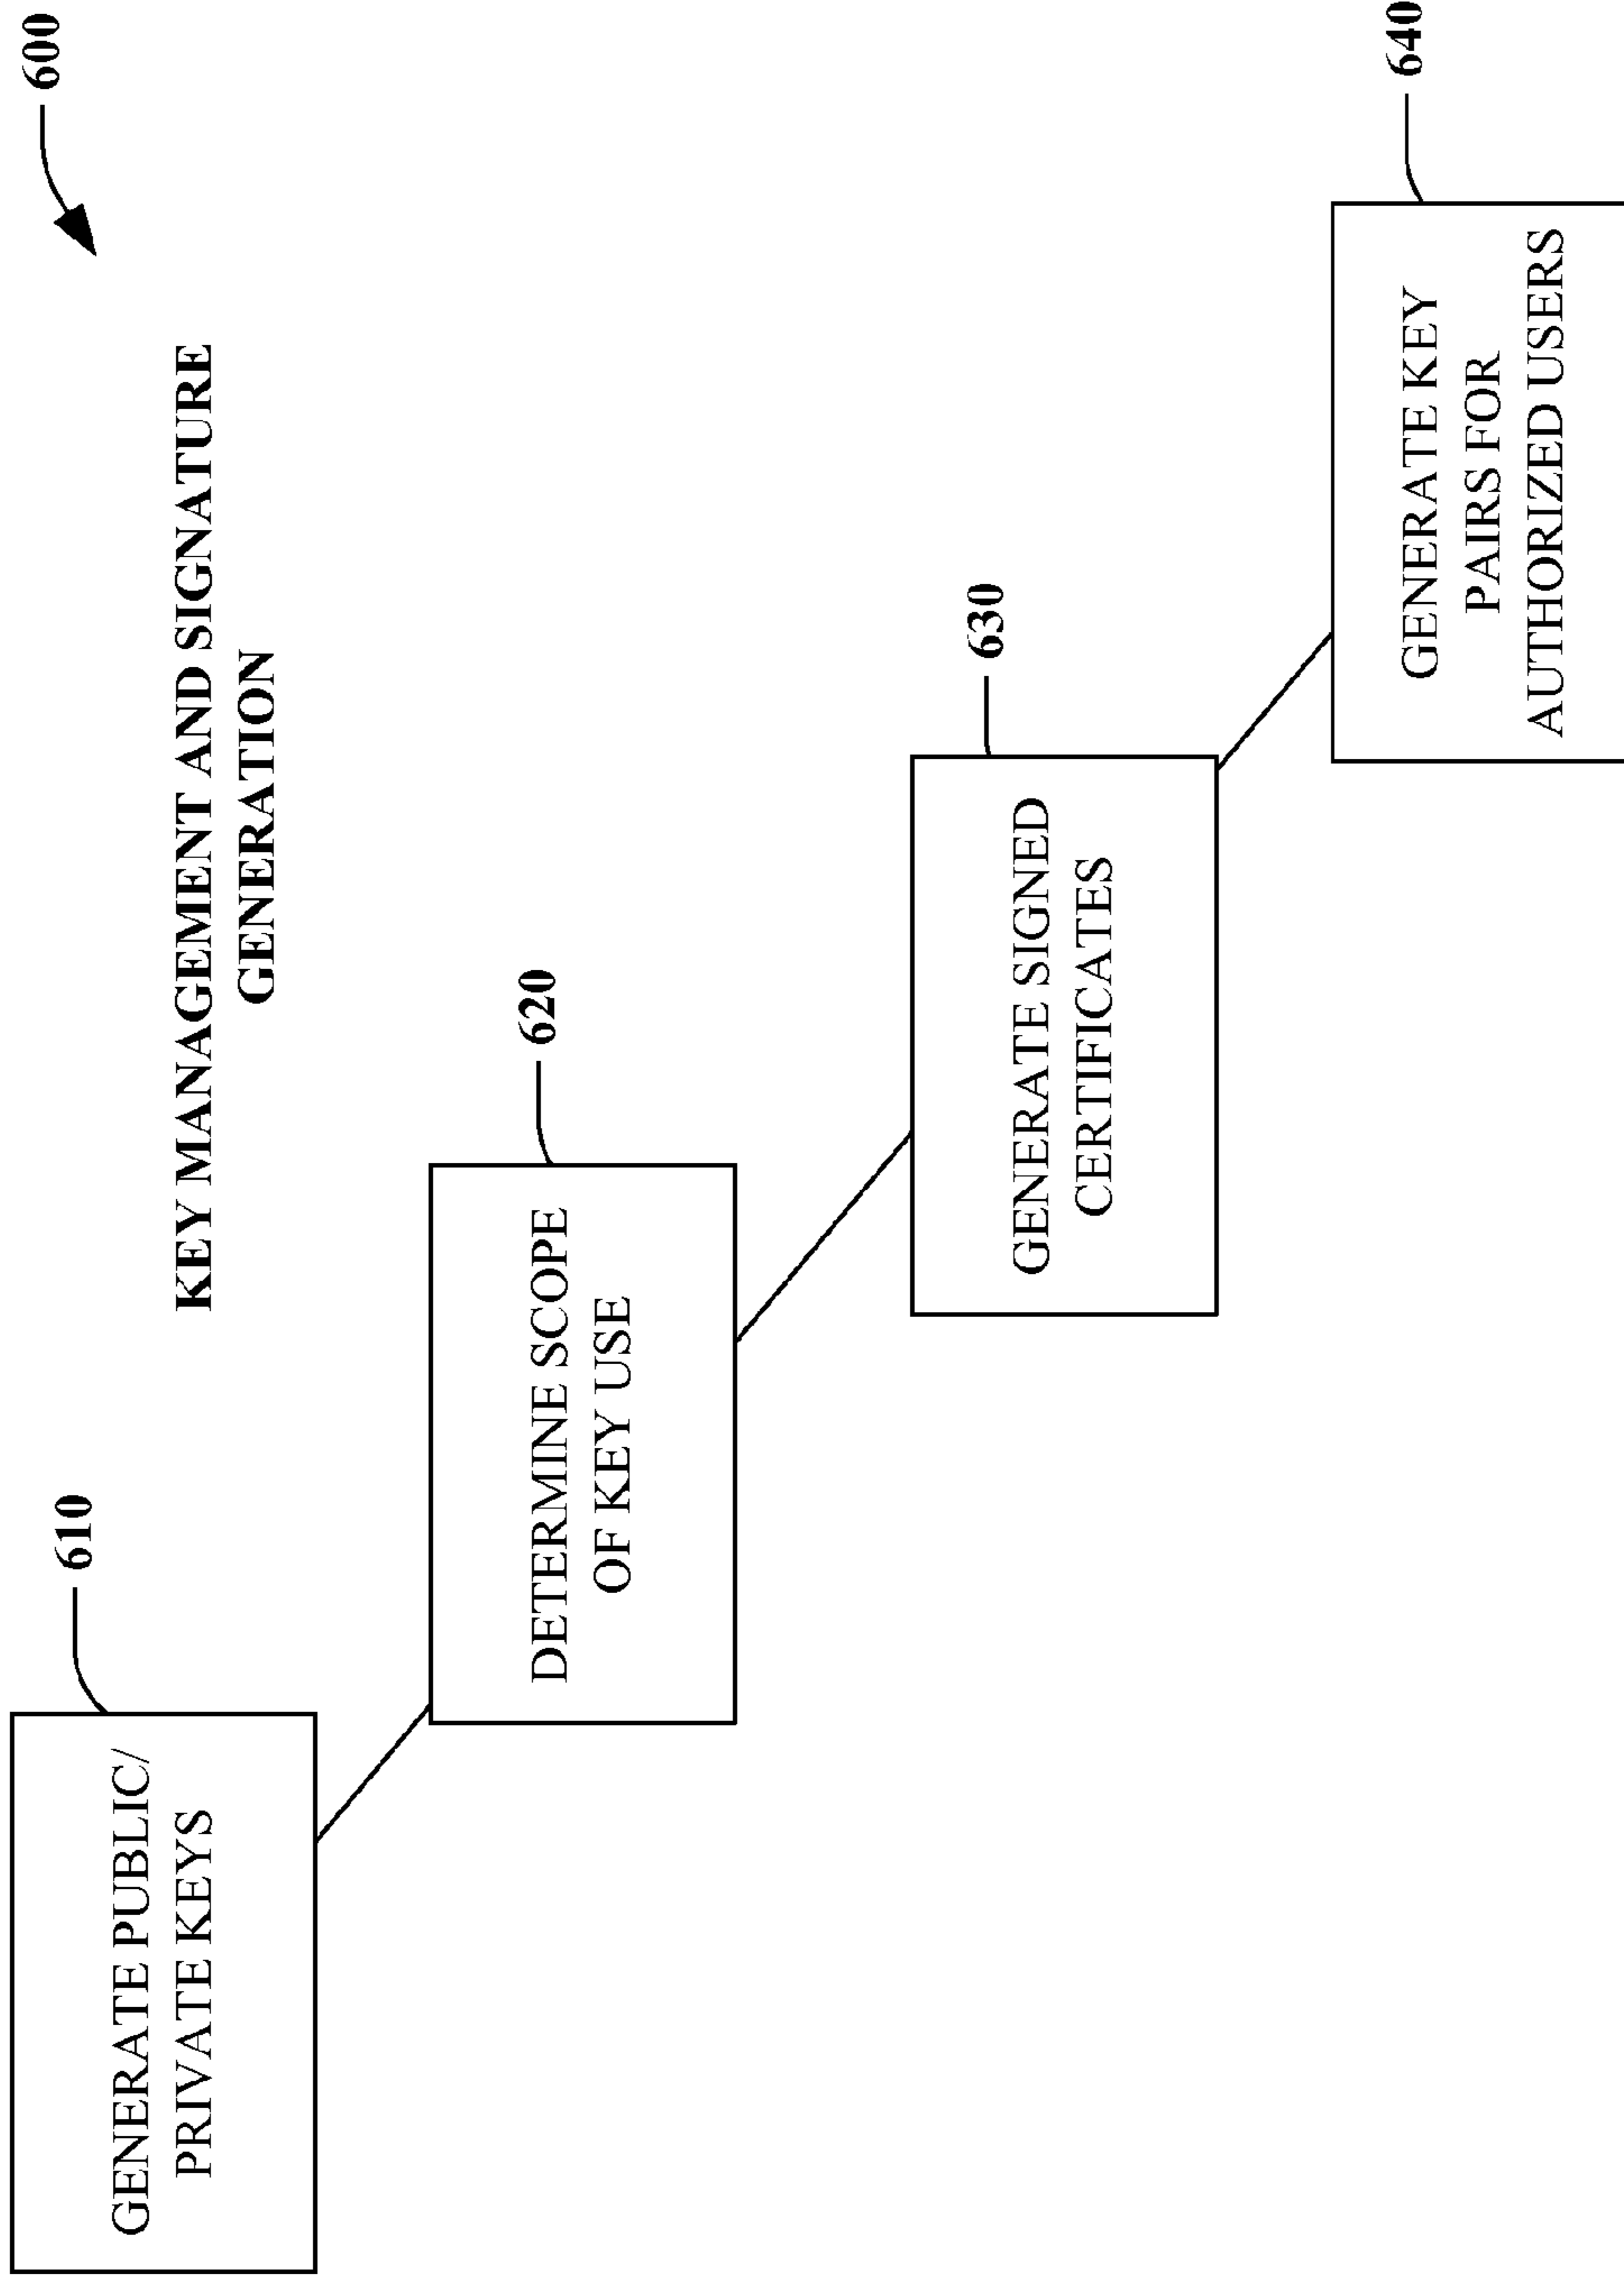 600
KEY MANAGEMENT AND SIGNATURE
GENERATION
610
GENERATE PUBLIC/
PRIVATE KEYS
620
DETERMINE SCOPE
OF KEY USE
630
GENERATE SIGNED
CERTIFICATES
640
GENERATE KEY
PAIRS FOR
AUTHORIZED USERS